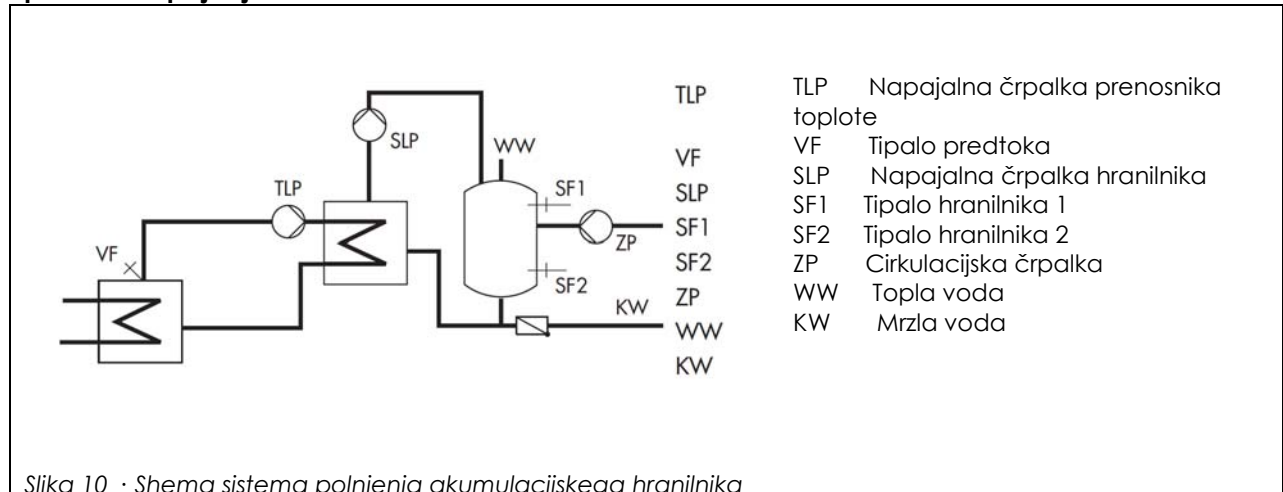 TLP
SLP
WW
TLP
SF1
VF
ZP
SF2
KW
TLP
VF
SLP
SF1
SF2
ZP
WW
KW
TLP Napajalna črpalka prenosnika
toplote
VF Tipalo predtoka
SLP Napajalna črpalka hranilnika
SF1 Tipalo hranilnika 1
SF2 Tipalo hranilnika 2
ZP Cirkulacijska črpalka
WW Topla voda
KW Mrzla voda
Slika 10 · Shema sistema polnjenja akumulacijskega hranilnika